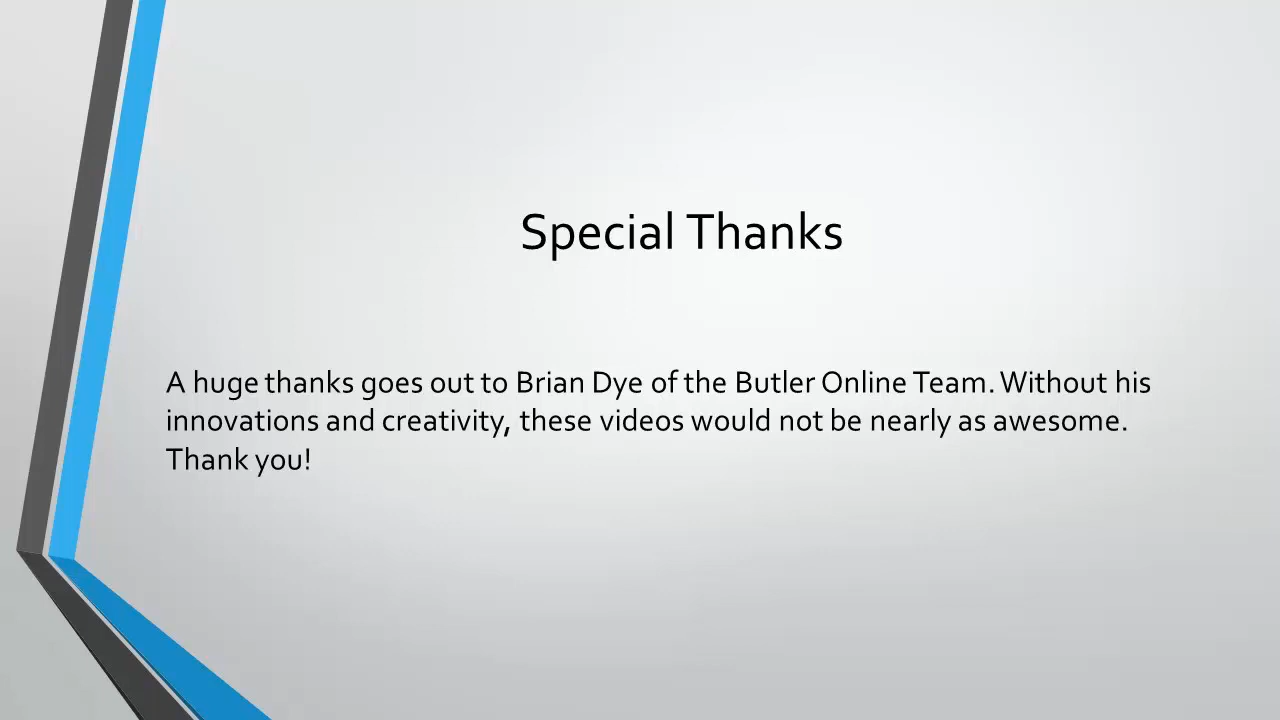 Special Thanks
A huge thanks goes out to Brian Dye of the Butler Online Team. Without his
innovations and creativity, these videos would not be nearly as awesome.
Thank you!